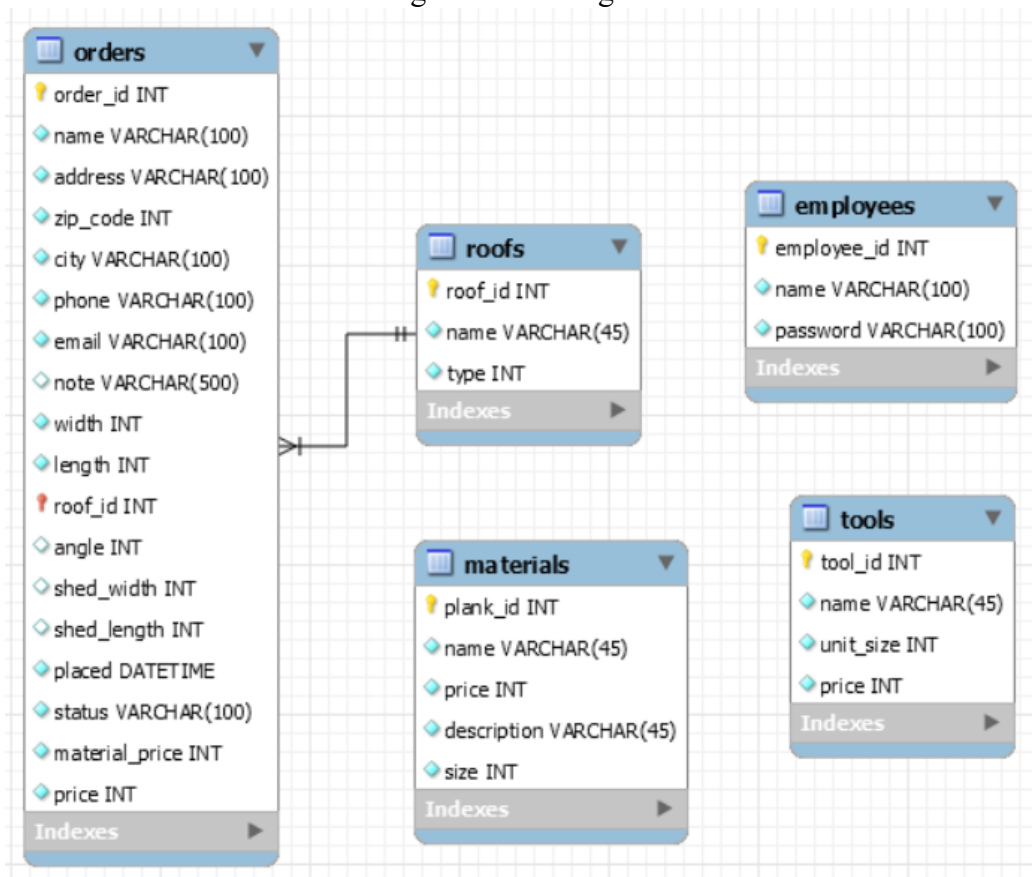 orders
order_id INT
name VARCHAR(100)
address VARCHAR(100)
zip_code INT
city VARCHAR(100)
phone VARCHAR(100)
email VARCHAR(100)
note VARCHAR(500)
width INT
length INT
roof_id INT
angle INT
shed_width INT
shed_length INT
placed DATETIME
status VARCHAR(100)
material_price INT
price INT
Indexes
roofs
roof_id INT
name VARCHAR(45)
type INT
Indexes
employees
employee_id INT
name VARCHAR(100)
password VARCHAR(100)
Indexes
materials
plank_id INT
name VARCHAR(45)
price INT
description VARCHAR(45)
size INT
Indexes
tools
tool_id INT
name VARCHAR(45)
unit_size INT
price INT
Indexes